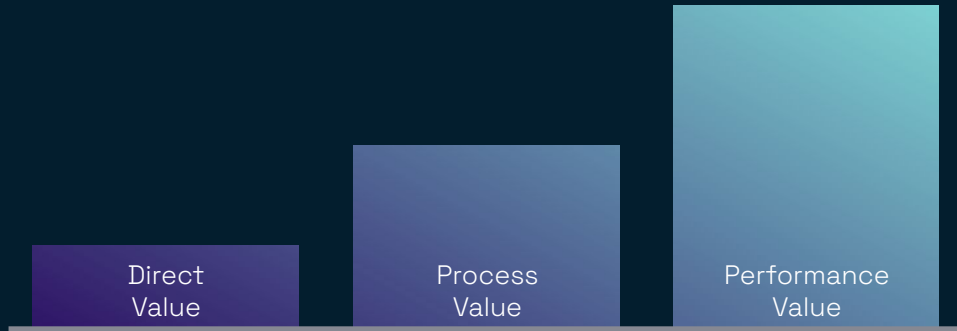 Direct
Value
Process
Value
Performance
Value